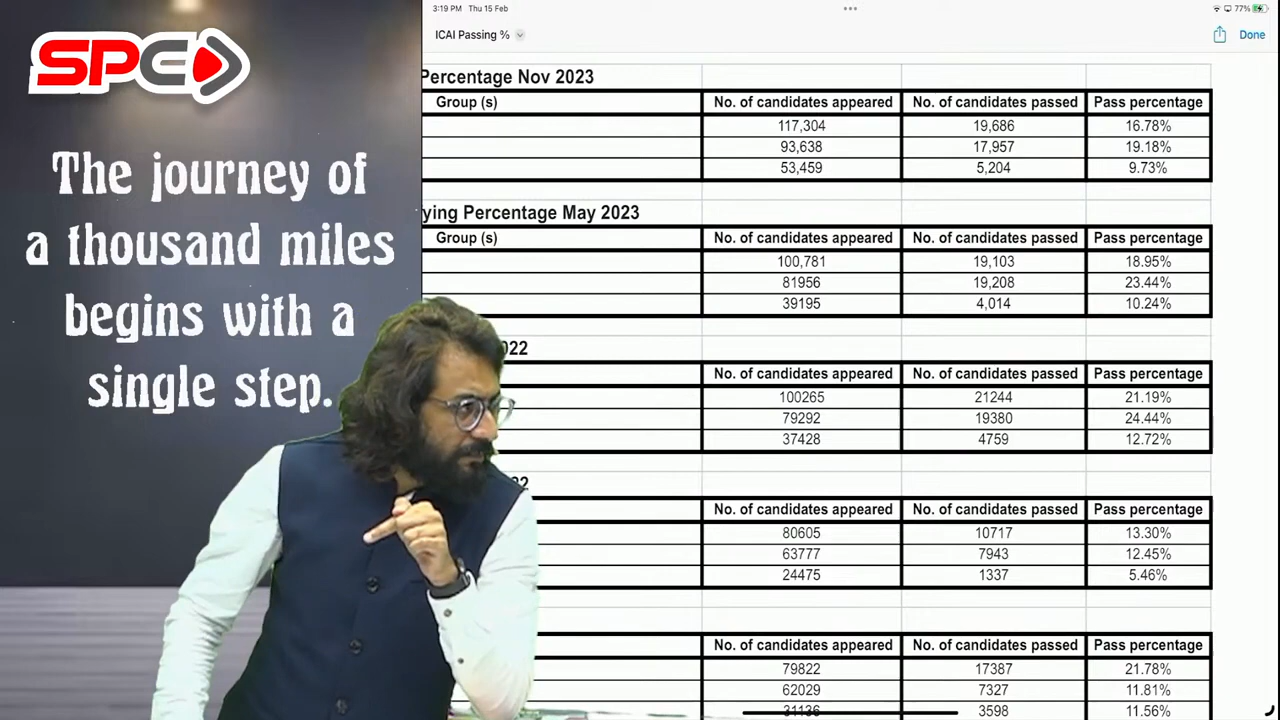 SPC
The journey of
a thousand miles
begins with a
single step.
3:19 PM Thu 15 Feb
77%
ICAI Passing %
Done
Percentage Nov 2023
Group (s) No. of candidates appeared No. of candidates passed Pass percentage
117,304 19,686 16.78%
93,638 17,957 19.18%
53,459 5,204 9.73%
ying Percentage May 2023
Group (s) No. of candidates appeared No. of candidates passed Pass percentage
100,781 19,103 18.95%
81956 19,208 23.44%
39195 4,014 10.24%
022
No. of candidates appeared No. of candidates passed Pass percentage
100265 21244 21.19%
79292 19380 24.44%
37428 4759 12.72%
2
No. of candidates appeared No. of candidates passed Pass percentage
80605 10717 13.30%
63777 7943 12.45%
24475 1337 5.46%
No. of candidates appeared No. of candidates passed Pass percentage
79822 17387 21.78%
62029 7327 11.81%
31136 3598 11.56%